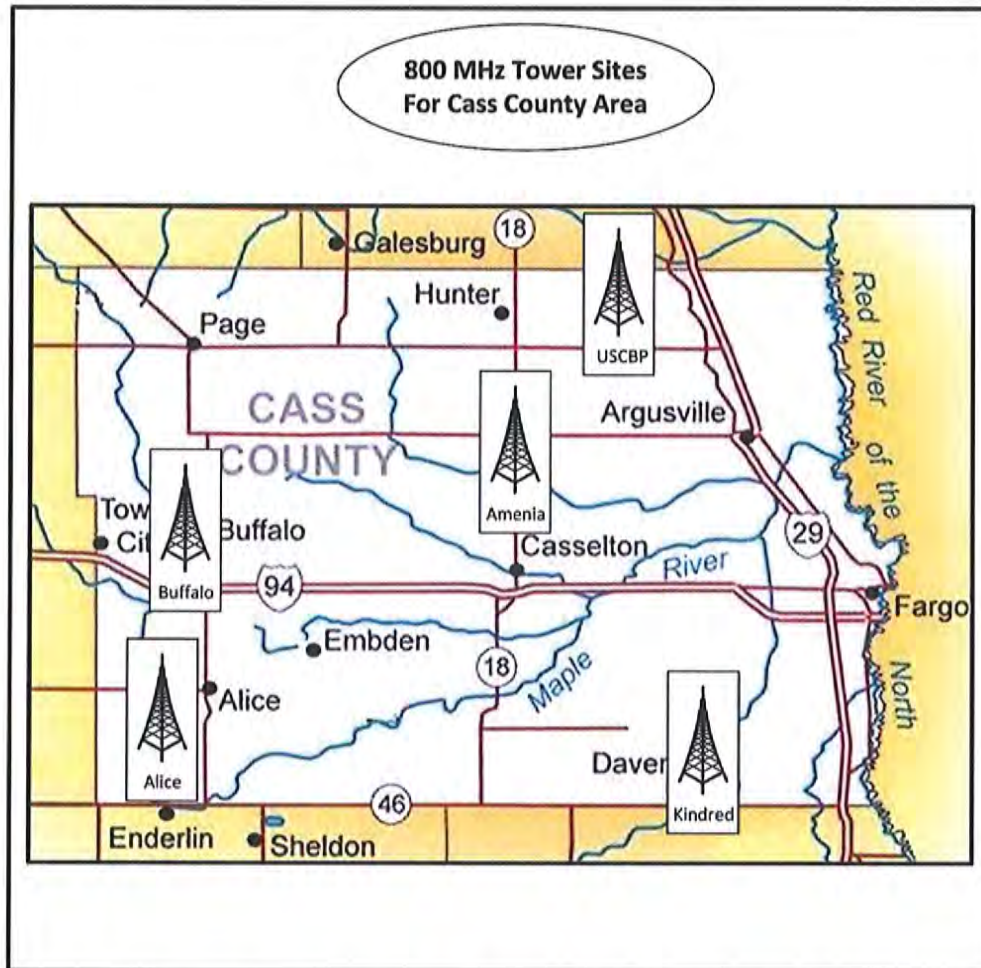 800 MHz Tower Sites
For Cass County Area
Galesburg
18
Hunter
USCBP
Page
Red River of the
CASS
COUNTY
Argusville
Amenia
Buffalo
29
Casselton
River
Buffalo
94
Fargo
Embden
18
Maple
North
Alice
Alice
Kindred
46
Enderlin
Sheldon